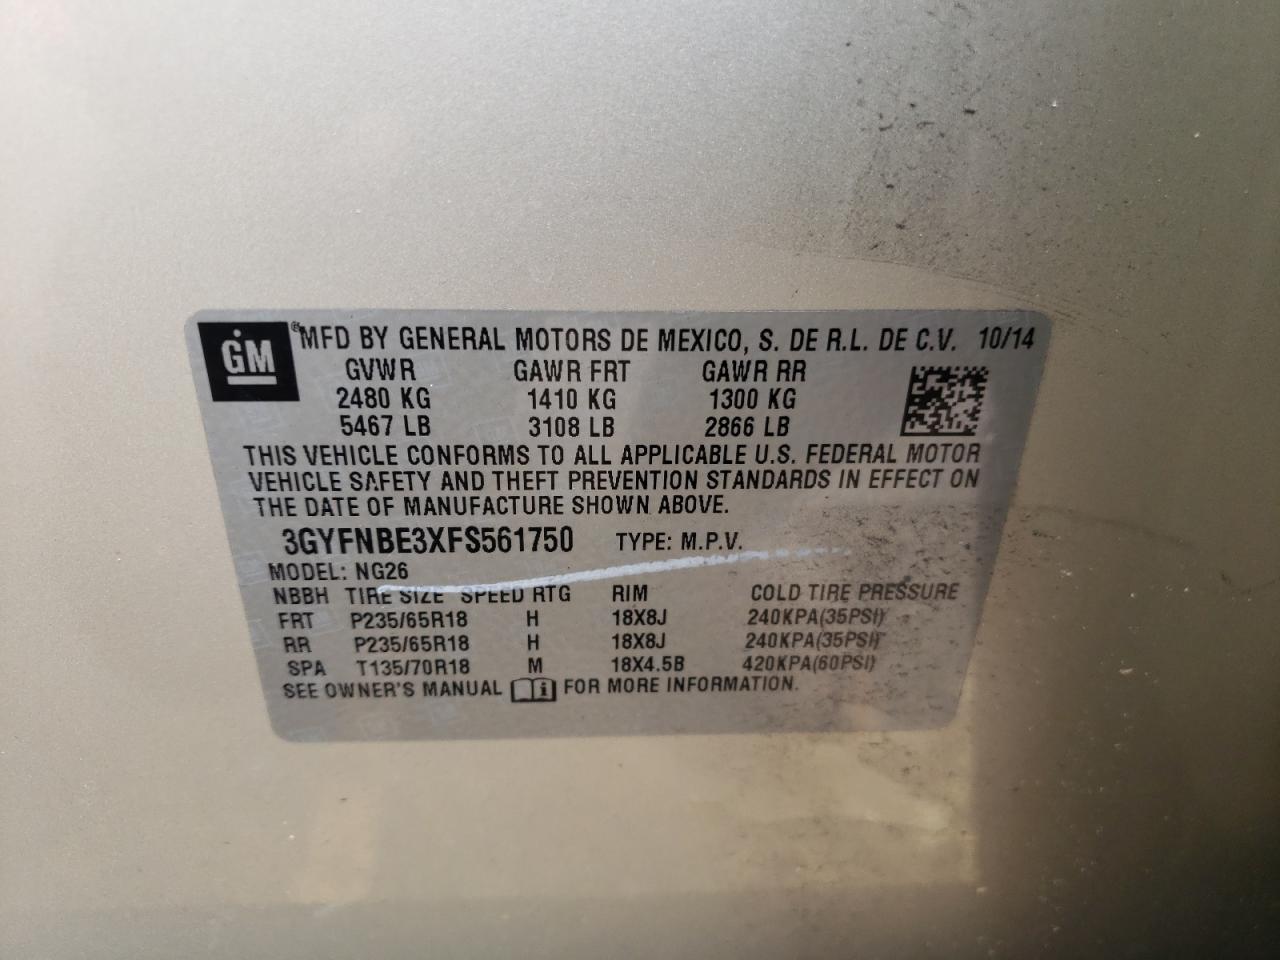 GM ® MFD BY GENERAL MOTORS DE MEXICO, S. DE R.L. DE C.V. 10/14
GVWR GAWR FRT GAWR RR
2480 KG 1410 KG 1300 KG
5467 LB 3108 LB 2866 LB
THIS VEHICLE CONFORMS TO ALL APPLICABLE U.S. FEDERAL MOTOR
VEHICLE SAFETY AND THEFT PREVENTION STANDARDS IN EFFECT ON
THE DATE OF MANUFACTURE SHOWN ABOVE.
3GYFNBE3XFS561750 TYPE: M.P.V.
MODEL: NG26
NBBH TIRE SIZE SPEED RTG RIM COLD TIRE PRESSURE
FRT P235/65R18 H 18X8J 240KPA(35PSI)
RR P235/65R18 H 18X8J 240KPA(35PSI)
SPA T135/70R18 M 18X4.5B 420KPA(60PSI)
SEE OWNER'S MANUAL i FOR MORE INFORMATION.